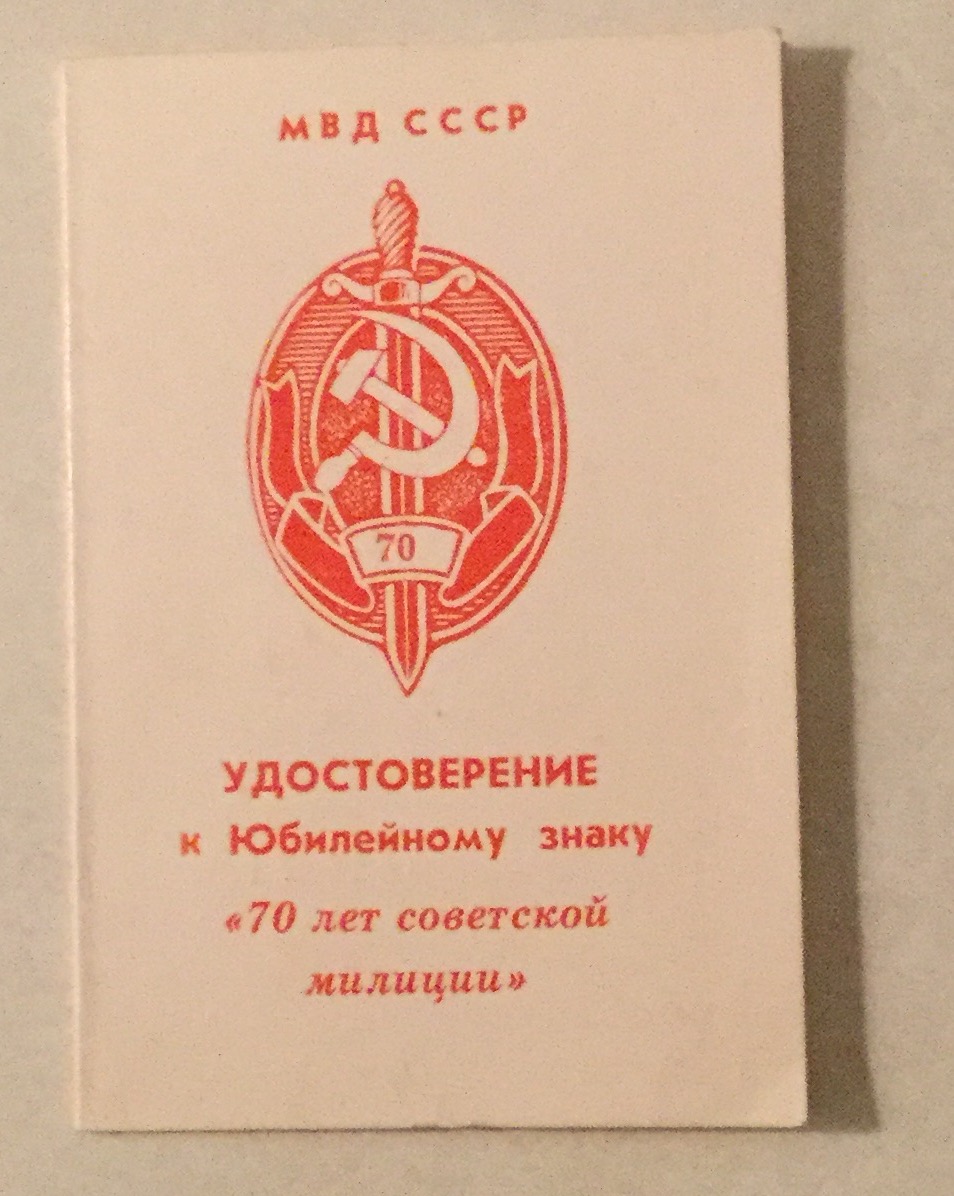 МВД СССР
70
УДОСТОВЕРЕНИЕ
к Юбилейному знаку
«70 лет советской
милиции»